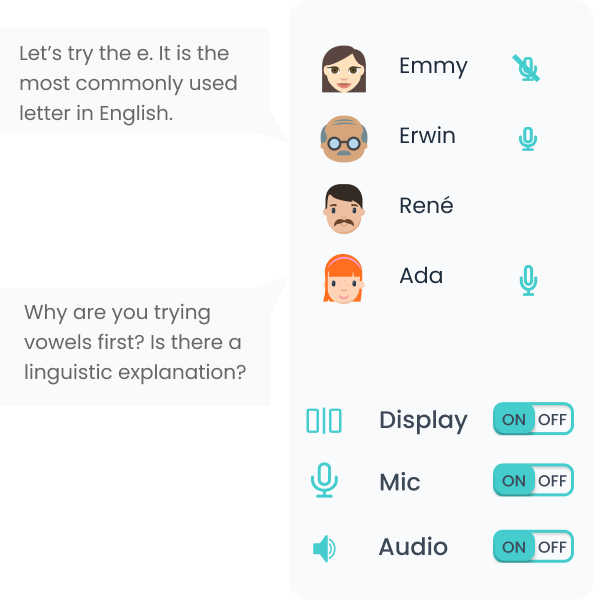 Let’s try the e. It is the
most commonly used
letter in English.
Emmy
Erwin
René
Ada
Why are you trying
vowels first? Is there a
linguistic explanation?
Display ON OFF
Mic ON OFF
Audio ON OFF